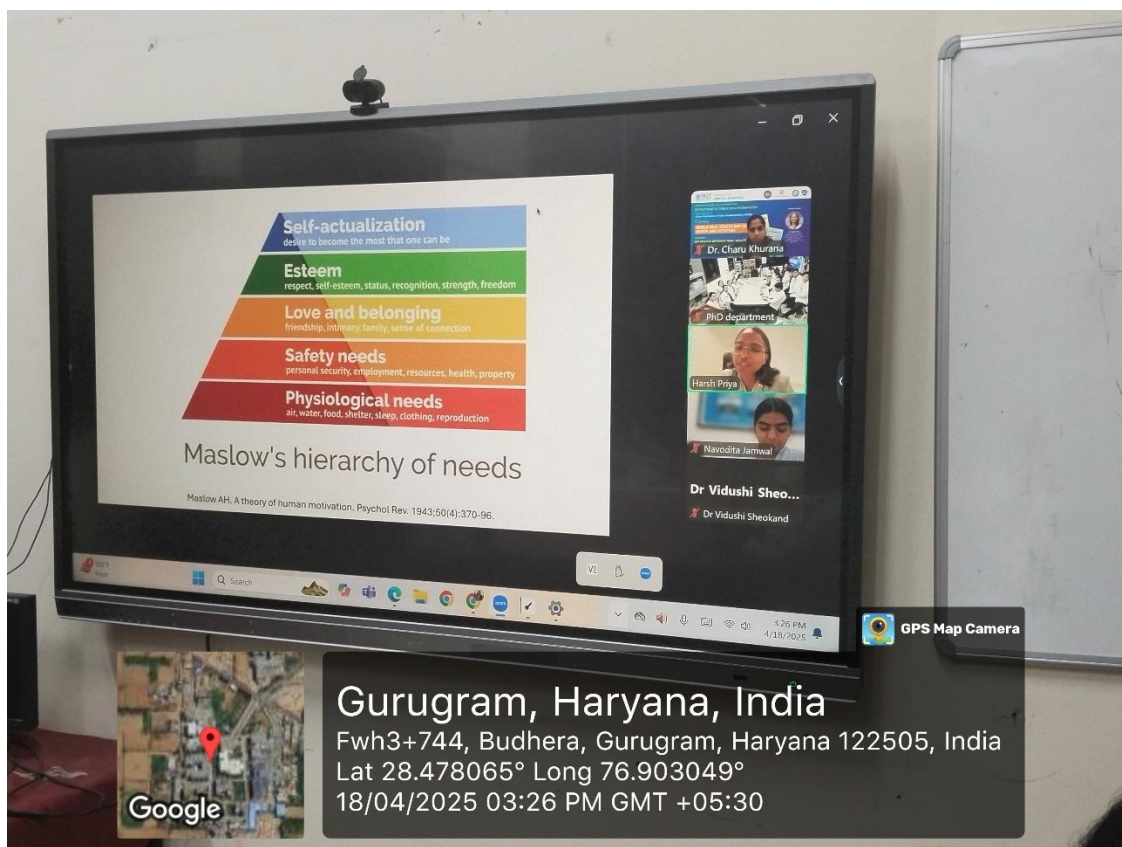 Self-actualization
desire to become the most that one can be
Esteem
respect, self-esteem, status, recognition, strength, freedom
Love and belonging
friendship, intimacy, family, sense of connection
Safety needs
personal security, employment, resources, health, property
Physiological needs
air, water, food, shelter, sleep, clothing, reproduction
Maslow's hierarchy of needs
Maslow AH. A theory of human motivation. Psychol Rev. 1943;50(4):370-96.
Dr. Charu Khurana
PhD department
Harsh Priya
Navodita Jamwal
Dr Vidushi Sheo...
Dr Vidushi Sheokand
Search
3:26 PM
4/18/2025
GPS Map Camera
Google
Gurugram, Haryana, India
Fwh3+744, Budhera, Gurugram, Haryana 122505, India
Lat 28.478065° Long 76.903049°
18/04/2025 03:26 PM GMT +05:30